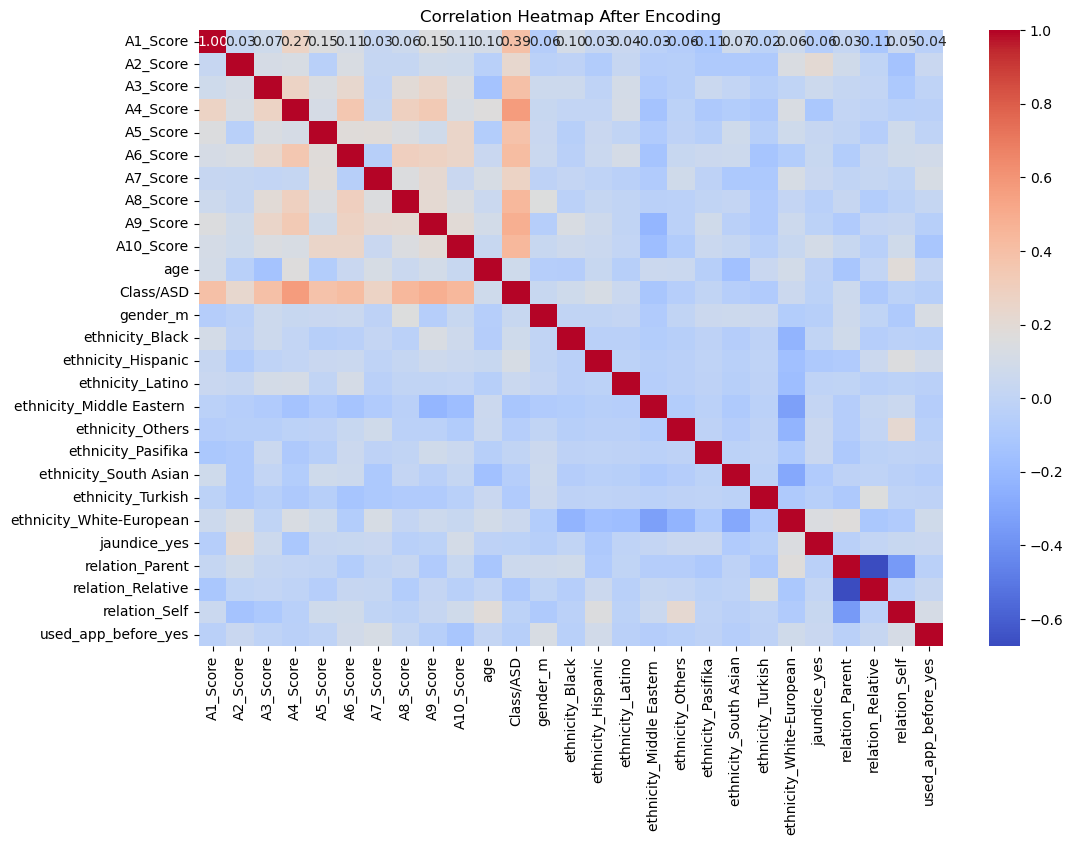 Correlation Heatmap After Encoding
A1_Score 1.00 0.03 0.07 0.27 0.15 0.11 0.03 0.06 0.15 0.11 0.10 0.39 -0.06 0.10 0.03 0.04 -0.03 -0.06 -0.11 0.07 -0.02 0.06 -0.06 0.03 -0.11 0.05 -0.04
A2_Score
A3_Score
A4_Score
A5_Score
A6_Score
A7_Score
A8_Score
A9_Score
A10_Score
age
Class/ASD
gender_m
ethnicity_Black
ethnicity_Hispanic
ethnicity_Latino
ethnicity_Middle Eastern
ethnicity_Others
ethnicity_Pasifika
ethnicity_South Asian
ethnicity_Turkish
ethnicity_White-European
jaundice_yes
relation_Parent
relation_Relative
relation_Self
used_app_before_yes
A1_Score
A2_Score
A3_Score
A4_Score
A5_Score
A6_Score
A7_Score
A8_Score
A9_Score
A10_Score
age
Class/ASD
gender_m
ethnicity_Black
ethnicity_Hispanic
ethnicity_Latino
ethnicity_Middle Eastern
ethnicity_Others
ethnicity_Pasifika
ethnicity_South Asian
ethnicity_Turkish
ethnicity_White-European
jaundice_yes
relation_Parent
relation_Relative
relation_Self
used_app_before_yes
1.0
0.8
0.6
0.4
0.2
0.0
−0.2
−0.4
−0.6